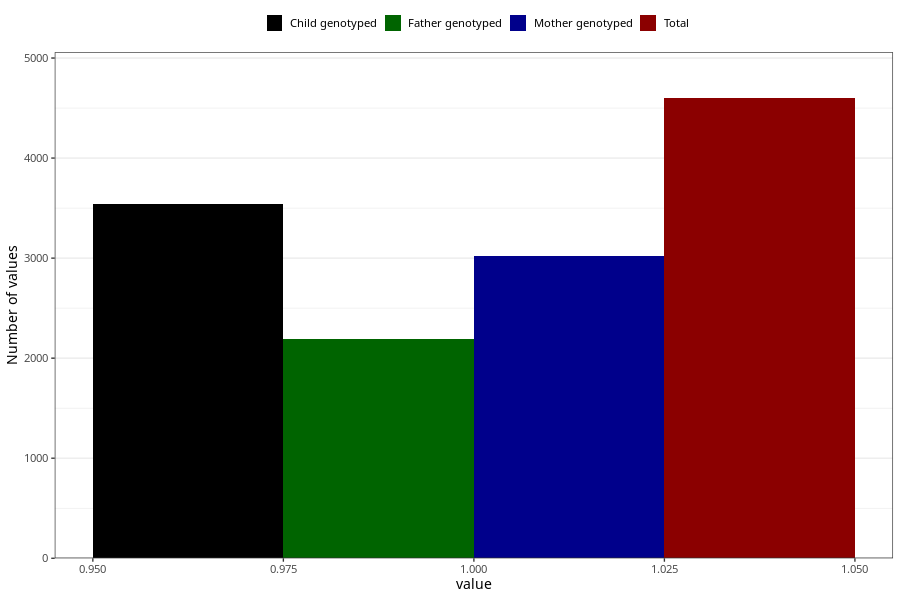 Child genotyped Father genotyped Mother genotyped Total
5000
4000
3000
2000
1000
0
Number of values
0.950 0.975 1.000 1.025 1.050
value